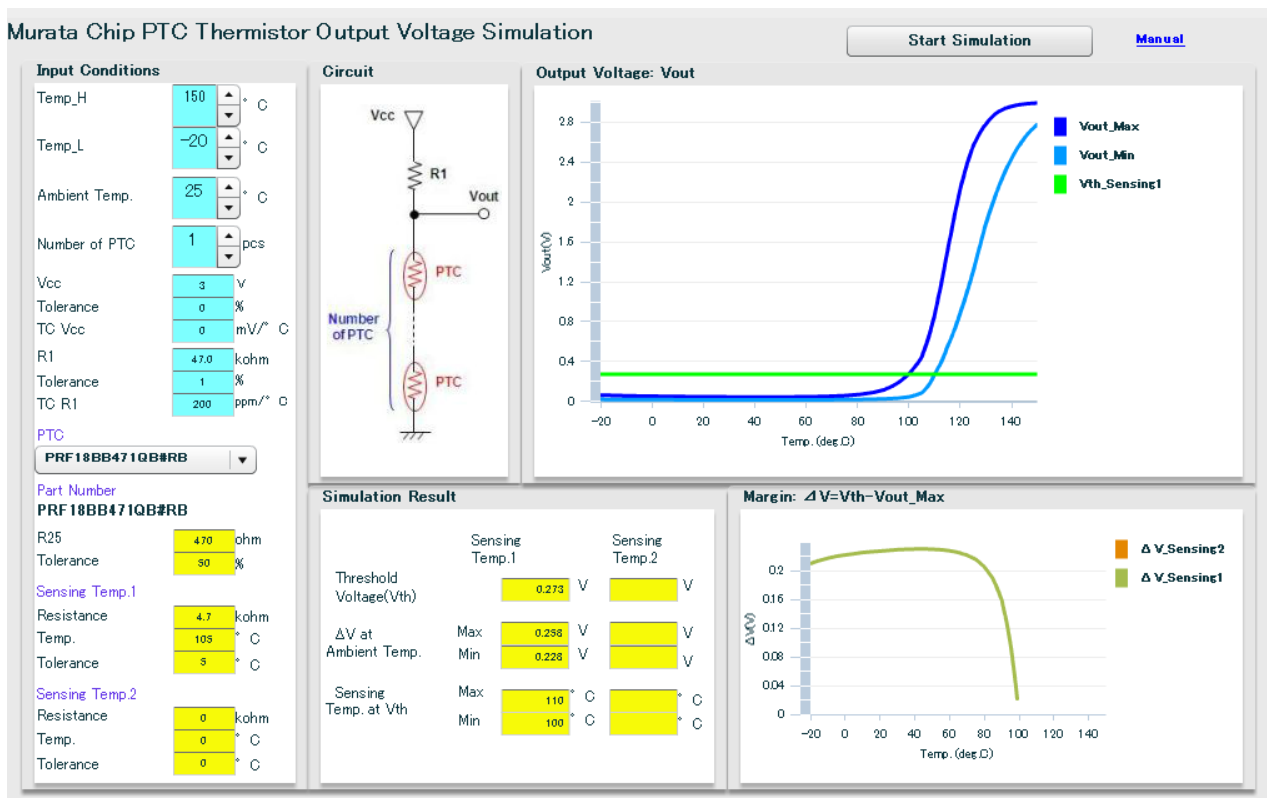 Murata Chip PTC Thermistor Output Voltage Simulation
Start Simulation
Manual
Input Conditions
Temp_H 150 ° C
Temp_L -20 ° C
Ambient Temp. 25 ° C
Number of PTC 1 pcs
Vcc 3 V
Tolerance 0 %
TC Vcc 0 mV/° C
R1 47.0 kohm
Tolerance 1 %
TC R1 200 ppm/° C
PTC
PRF18BB471QB#RB
Part Number
PRF18BB471QB#RB
R25 470 ohm
Tolerance 50 %
Sensing Temp.1
Resistance 4.7 kohm
Temp. 105 ° C
Tolerance 5 ° C
Sensing Temp.2
Resistance 0 kohm
Temp. 0 ° C
Tolerance 0 ° C
Circuit
Vcc
R1
Vout
PTC
Number
of PTC
PTC
Output Voltage: Vout
2.8
2.4
2
1.6
1.2
0.8
0.4
0
Vout(V)
-20 0 20 40 60 80 100 120 140
Temp. (deg.C)
Vout_Max
Vout_Min
Vth_Sensing1
Simulation Result
Sensing Temp.1
Sensing Temp.2
Threshold
Voltage(Vth) 0.273 V V
ΔV at
Ambient Temp.
Max 0.258 V V
Min 0.228 V V
Sensing
Temp. at Vth
Max 110 ° C ° C
Min 100 ° C ° C
Margin: ΔV=Vth-Vout_Max
0.2
0.16
0.12
0.08
0.04
0
ΔV(V)
-20 0 20 40 60 80 100 120 140
Temp. (deg.C)
Δ V_Sensing2
Δ V_Sensing1